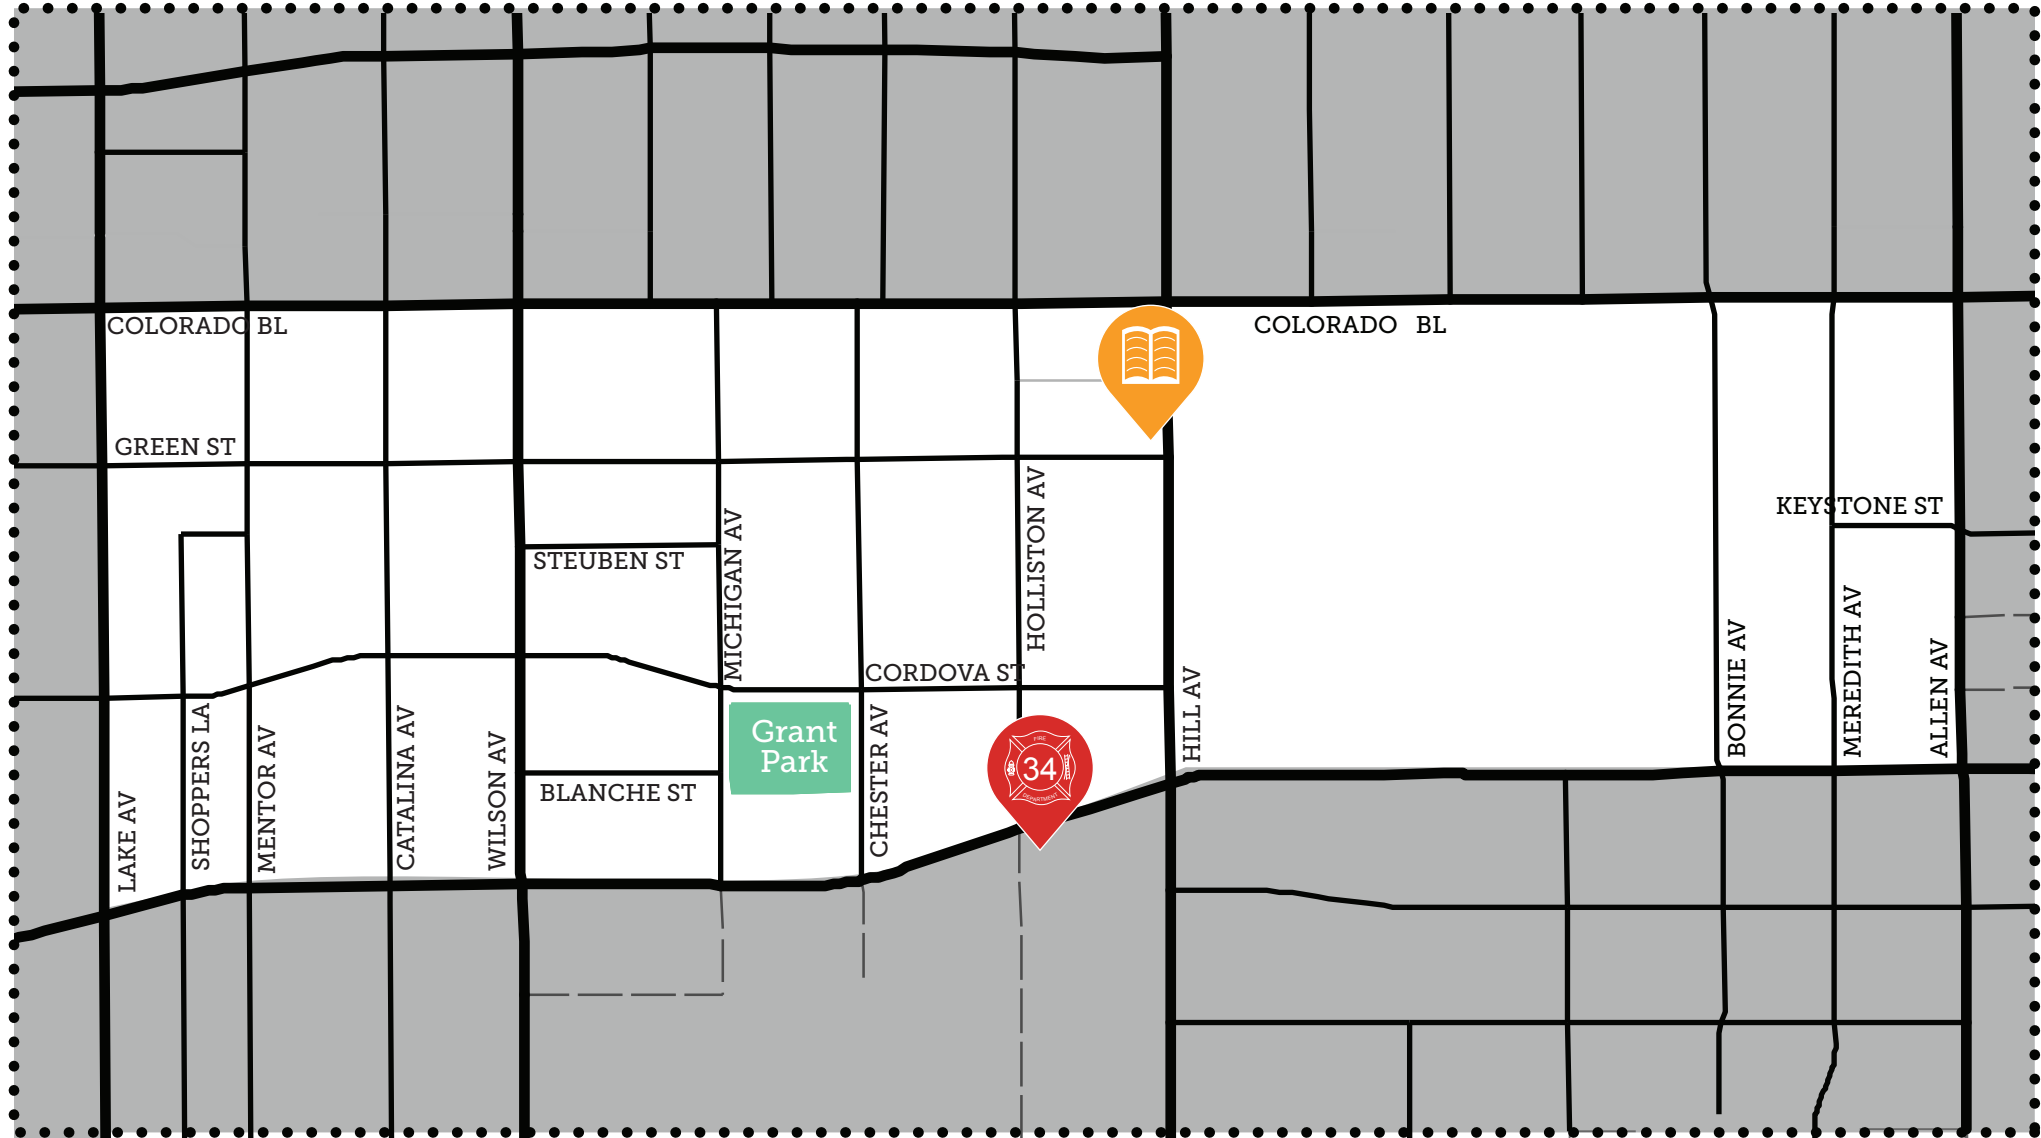 COLORADO BL
COLORADO BL
GREEN ST
KEYSTONE ST
STEUBEN ST
MICHIGAN AV
HOLLISTON AV
CORDOVA ST
HILL AV
BONNIE AV
MEREDITH AV
ALLEN AV
SHOPPERS LA
MENTOR AV
CATALINA AV
WILSON AV
Grant
Park
CHESTER AV
FIRE
34
DEPARTMENT
BLANCHE ST
LAKE AV